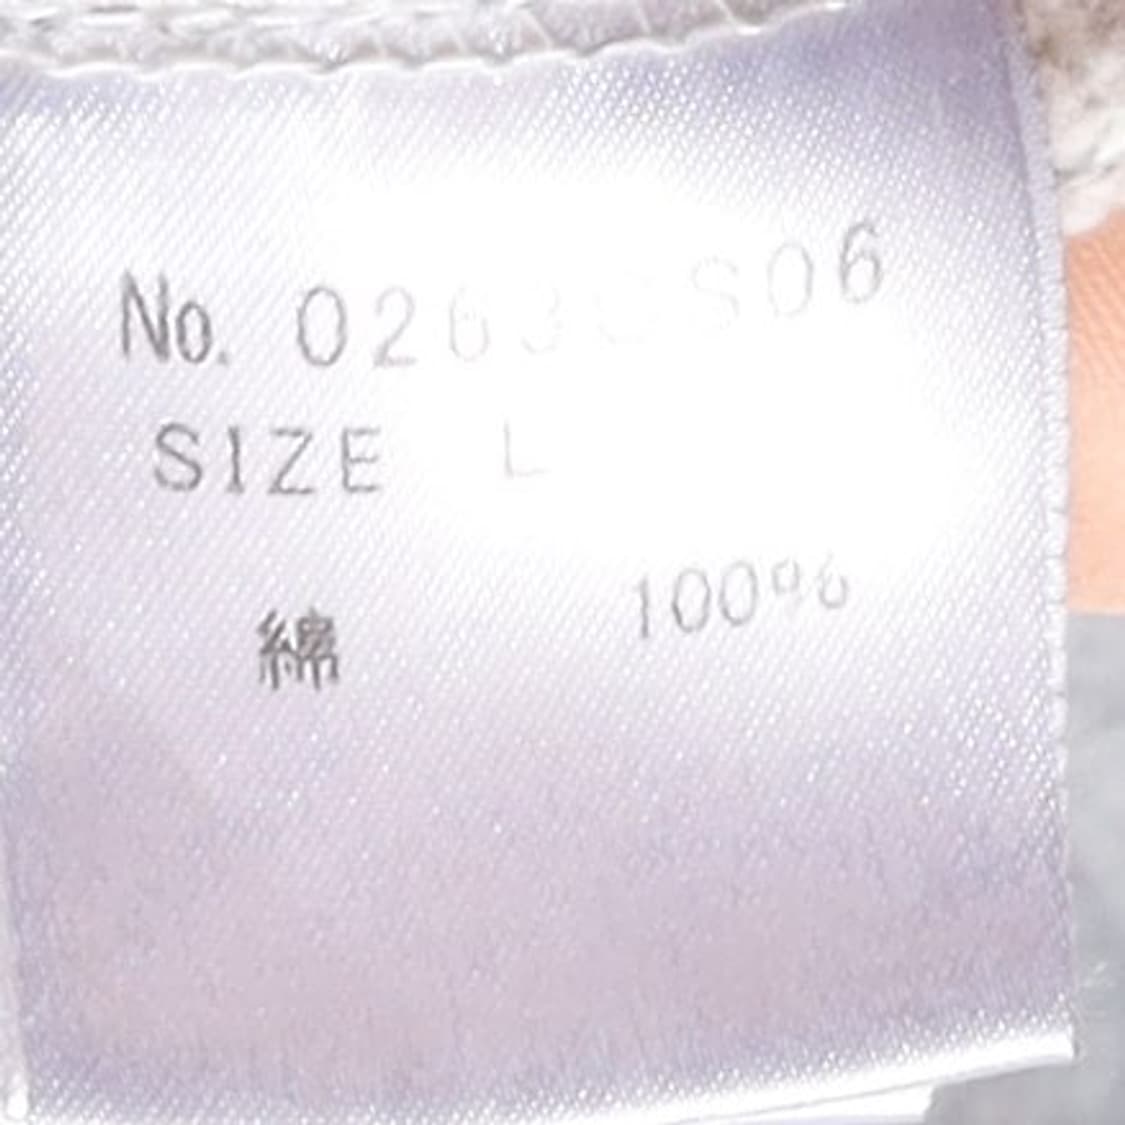 No. 0263CS06
SIZE L
綿 100%